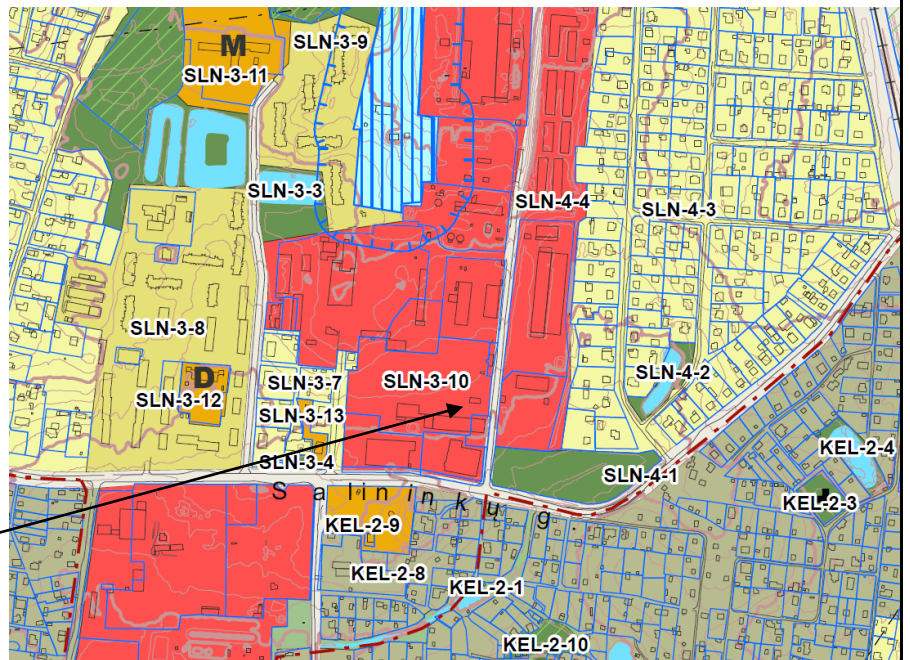 M
SLN-3-9
SLN-3-11
SLN-3-3
SLN-4-4
SLN-4-3
SLN-3-8
SLN-3-7
SLN-3-10
SLN-4-2
D
SLN-3-12
SLN-3-13
KEL-2-4
SLN-3-4
SLN-4-1
Salininkų g.
KEL-2-3
KEL-2-9
KEL-2-8
KEL-2-1
KEL-2-10